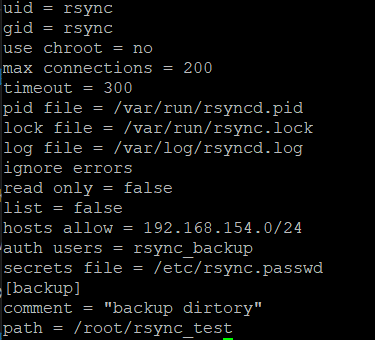 uid = rsync
gid = rsync
use chroot = no
max connections = 200
timeout = 300
pid file = /var/run/rsyncd.pid
lock file = /var/run/rsync.lock
log file = /var/log/rsyncd.log
ignore errors
read only = false
list = false
hosts allow = 192.168.154.0/24
auth users = rsync_backup
secrets file = /etc/rsync.passwd
[backup]
comment = "backup dirtory"
path = /root/rsync_test